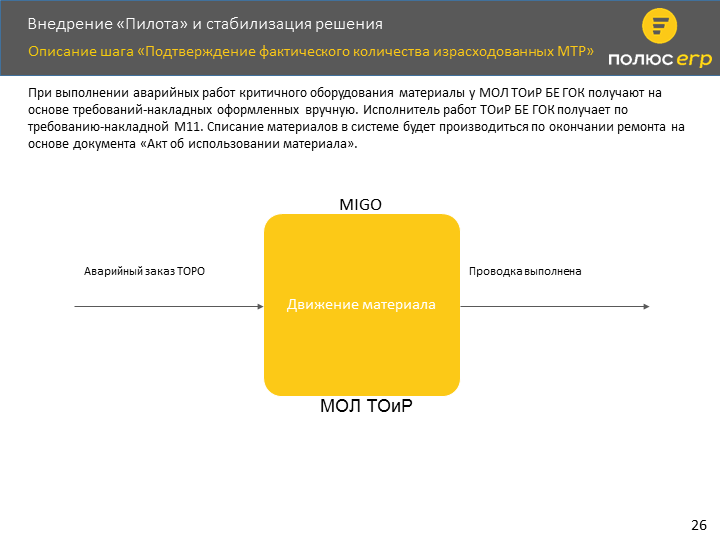 Внедрение «Пилота» и стабилизация решения
Описание шага «Подтверждение фактического количества израсходованных МТР»
ПОЛЮС егр
При выполнении аварийных работ критичного оборудования материалы у МОЛ ТОиР БЕ ГОК получают на
основе требований-накладных оформленных вручную. Исполнитель работ ТОиР БЕ ГОК получает по
требованию-накладной М11. Списание материалов в системе будет производиться по окончании ремонта на
основе документа «Акт об использовании материала».
MIGO
Аварийный заказ ТОРО
Проводка выполнена
Движение материала
МОЛ ТОиР
26